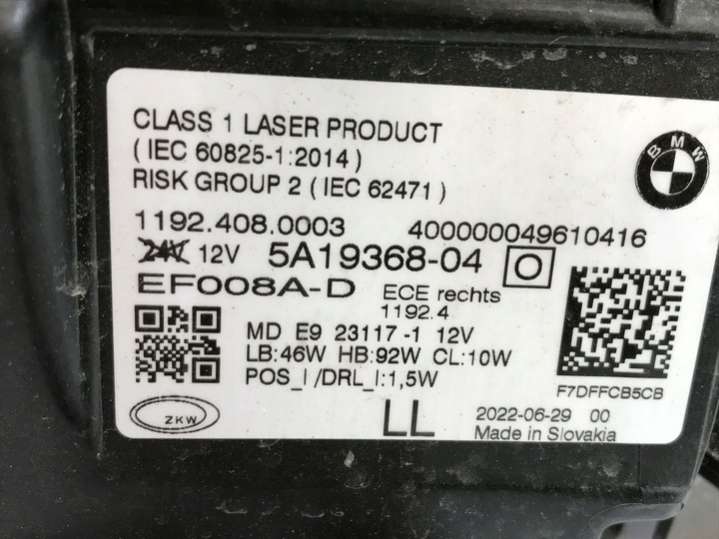 CLASS 1 LASER PRODUCT
( IEC 60825-1:2014 )
RISK GROUP 2 ( IEC 62471 )
BMW
1192.408.0003 400000049610416
24V 12V 5A19368-04 O
EF008A-D ECE rechts
1192.4
MD E9 23117 -1 12V
LB:46W HB:92W CL:10W
POS_I /DRL_I:1,5W
F7DFFCB5CB
ZKW LL 2022-06-29 00
Made in Slovakia